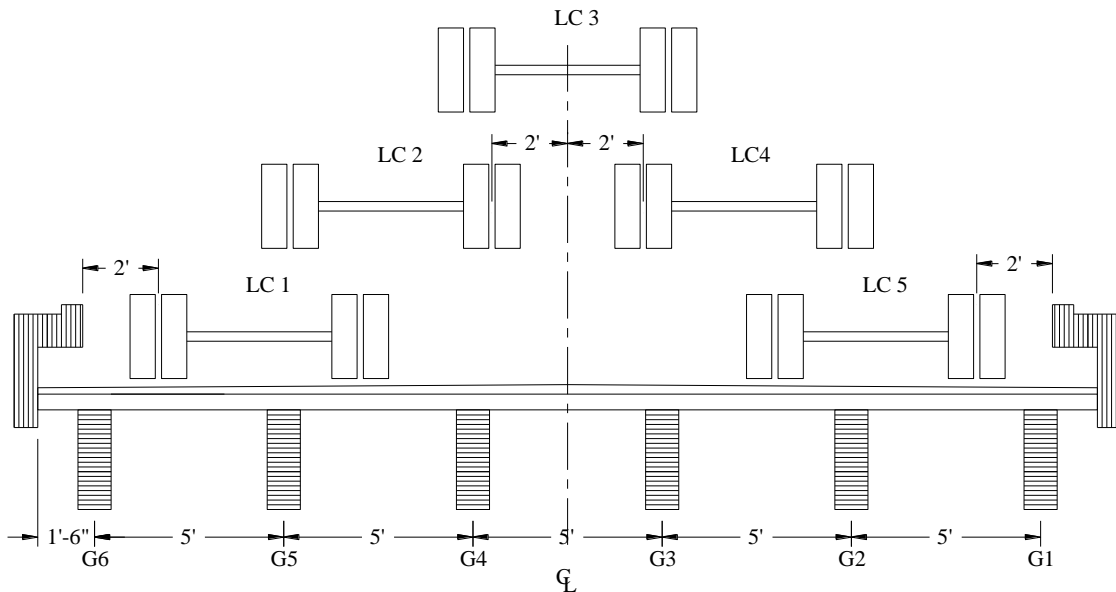 LC 3
2' 2'
LC 2 LC4
2' LC 1 LC 5 2'
1'-6" 5' 5' 5' 5' 5'
G6 G5 G4 G3 G2 G1
CL